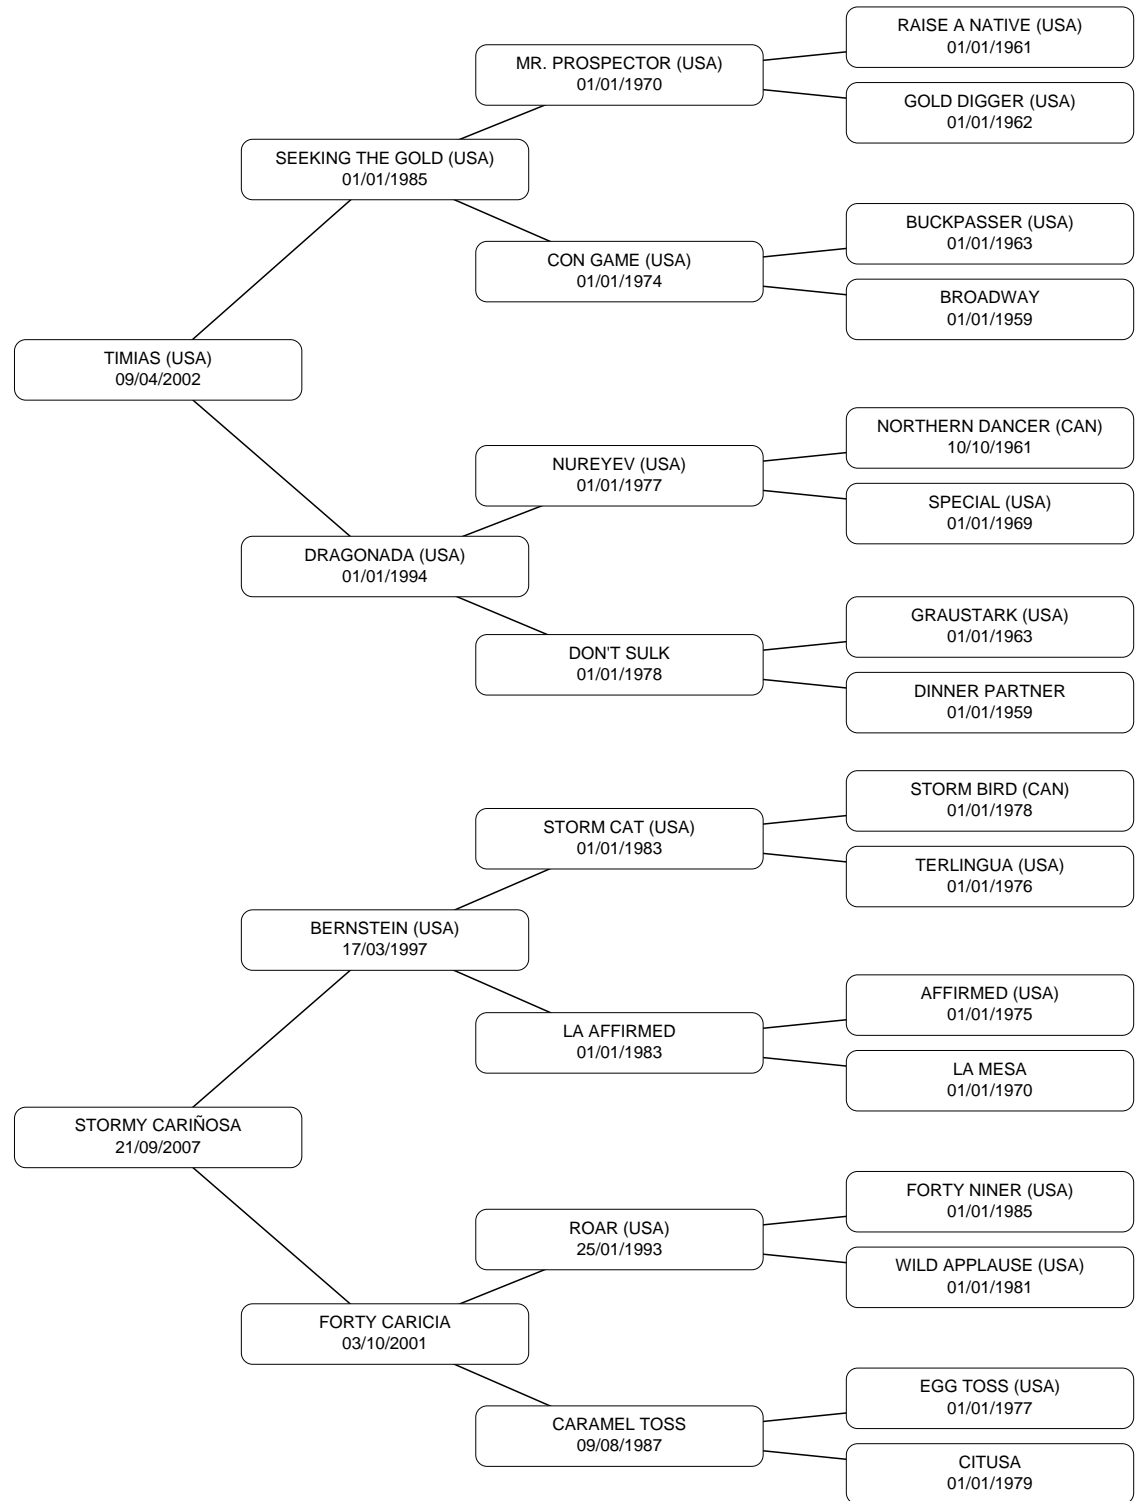 RAISE A NATIVE (USA)
01/01/1961
MR. PROSPECTOR (USA)
01/01/1970
GOLD DIGGER (USA)
01/01/1962
SEEKING THE GOLD (USA)
01/01/1985
BUCKPASSER (USA)
01/01/1963
CON GAME (USA)
01/01/1974
BROADWAY
01/01/1959
TIMIAS (USA)
09/04/2002
NORTHERN DANCER (CAN)
10/10/1961
NUREYEV (USA)
01/01/1977
SPECIAL (USA)
01/01/1969
DRAGONADA (USA)
01/01/1994
GRAUSTARK (USA)
01/01/1963
DON'T SULK
01/01/1978
DINNER PARTNER
01/01/1959
STORM BIRD (CAN)
01/01/1978
STORM CAT (USA)
01/01/1983
TERLINGUA (USA)
01/01/1976
BERNSTEIN (USA)
17/03/1997
AFFIRMED (USA)
01/01/1975
LA AFFIRMED
01/01/1983
LA MESA
01/01/1970
STORMY CARIÑOSA
21/09/2007
FORTY NINER (USA)
01/01/1985
ROAR (USA)
25/01/1993
WILD APPLAUSE (USA)
01/01/1981
FORTY CARICIA
03/10/2001
EGG TOSS (USA)
01/01/1977
CARAMEL TOSS
09/08/1987
CITUSA
01/01/1979